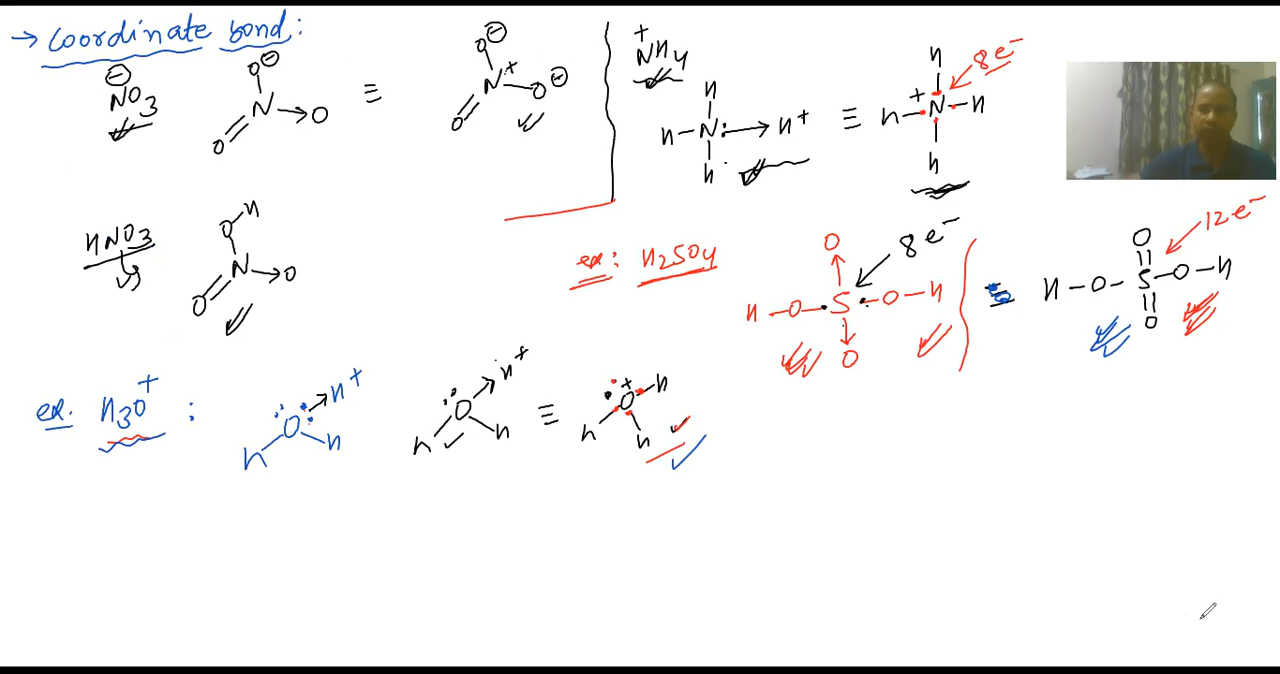 → Coordinate bond:
⊖
NO3
O⊖
N → O
O
≡
O⊖
N+
O⊖
O
+
NH4
H
H - N : → H+
H
≡
H
+
H - N - H
H
8e⁻
HNO3
H
O
N → O
O
ex: H2SO4
O
H - O - S - O - H
O
8e⁻
≡
O
H - O - S - O - H
O
12e⁻
ex. H3O+ :
O → H+
H H
O → H+
H H
≡
+
O - H
H H